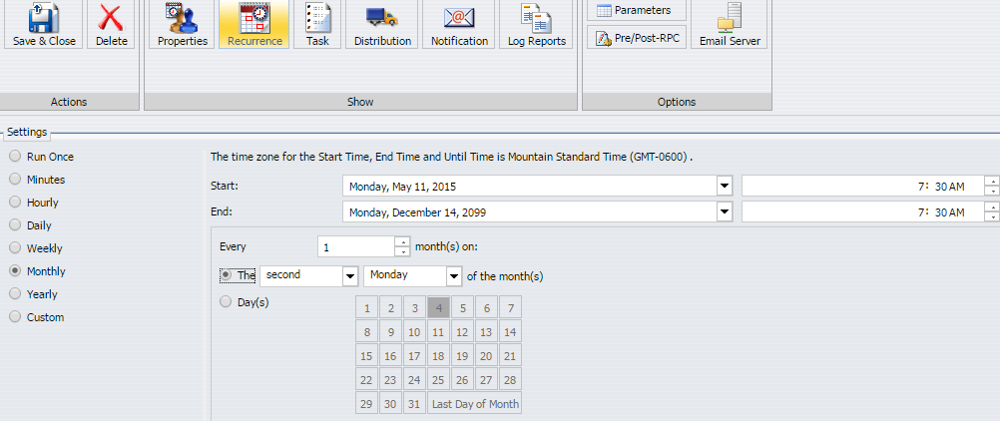 Save & Close Delete Properties Recurrence Task Distribution Notification Log Reports Parameters Pre/Post-RPC Email Server
Actions Show Options
Settings
Run Once
Minutes
Hourly
Daily
Weekly
Monthly
Yearly
Custom
The time zone for the Start Time, End Time and Until Time is Mountain Standard Time (GMT-0600) .
Start: Monday, May 11, 2015 7: 30 AM
End: Monday, December 14, 2099 7: 30 AM
Every 1 month(s) on:
The second Monday of the month(s)
Day(s)
1 2 3 4 5 6 7
8 9 10 11 12 13 14
15 16 17 18 19 20 21
22 23 24 25 26 27 28
29 30 31 Last Day of Month